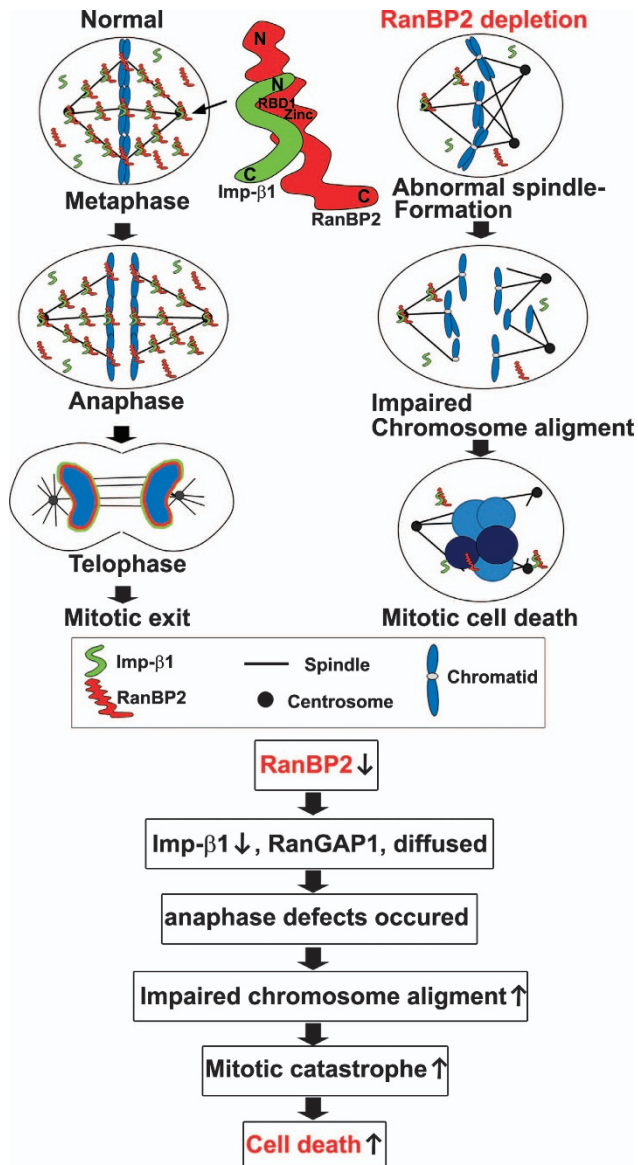 Normal
Metaphase
Anaphase
Telophase
Mitotic exit
N
N
RBD1
Zinc
C
Imp-β1
C
RanBP2
RanBP2 depletion
Abnormal spindle-
Formation
Impaired
Chromosome aligment
Mitotic cell death
Imp-β1
RanBP2
Spindle
Centrosome
Chromatid
RanBP2↓
Imp-β1↓, RanGAP1, diffused
anaphase defects occured
Impaired chromosome aligment↑
Mitotic catastrophe↑
Cell death↑